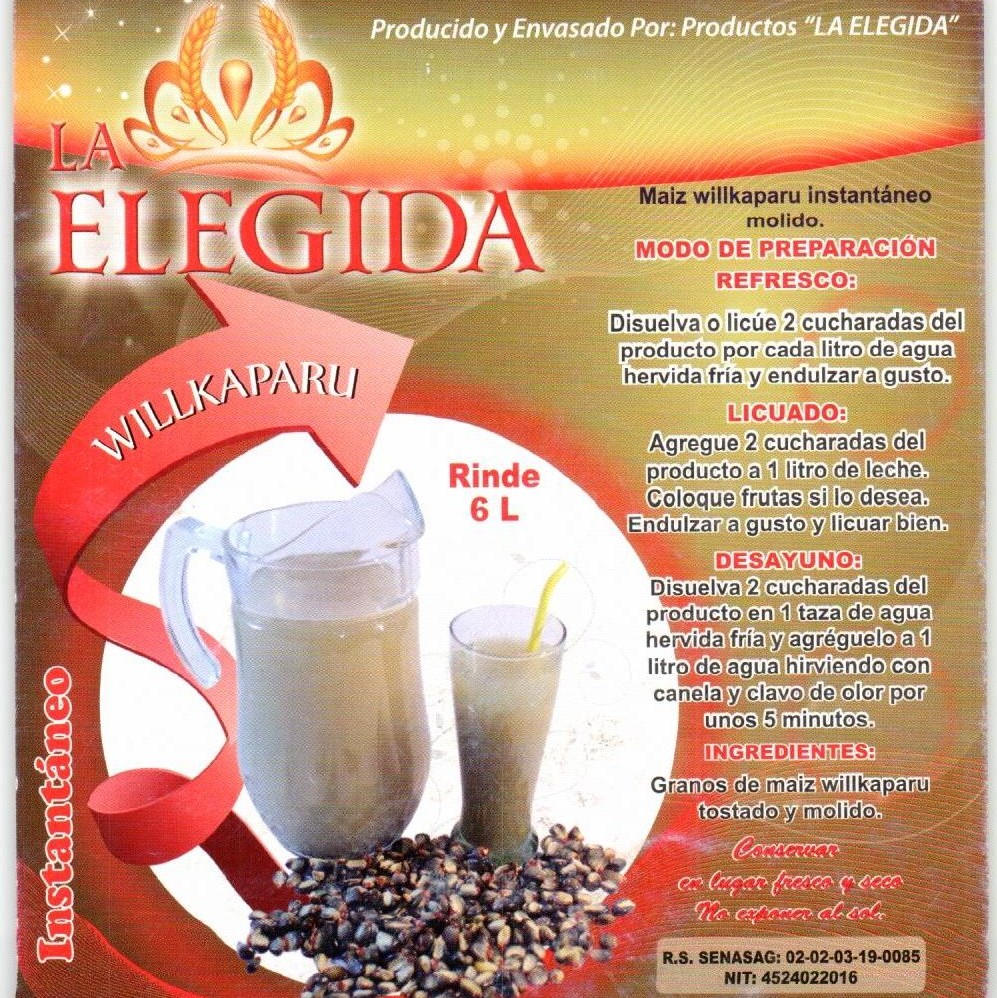 Producido y Envasado Por: Productos "LA ELEGIDA"
LA
ELEGIDA
WILLKAPARU
Rinde
6 L
Instantáneo
Maiz willkaparu instantáneo
molido.
MODO DE PREPARACIÓN
REFRESCO:
Disuelva o licúe 2 cucharadas del
producto por cada litro de agua
hervida fría y endulzar a gusto.
LICUADO:
Agregue 2 cucharadas del
producto a 1 litro de leche.
Coloque frutas si lo desea.
Endulzar a gusto y licuar bien.
DESAYUNO:
Disuelva 2 cucharadas del
producto en 1 taza de agua
hervida fría y agréguelo a 1
litro de agua hirviendo con
canela y clavo de olor por
unos 5 minutos.
INGREDIENTES:
Granos de maiz willkaparu
tostado y molido.
Conservar
en lugar fresco y seco
No exponer al sol.
R.S. SENASAG: 02-02-03-19-0085
NIT: 4524022016